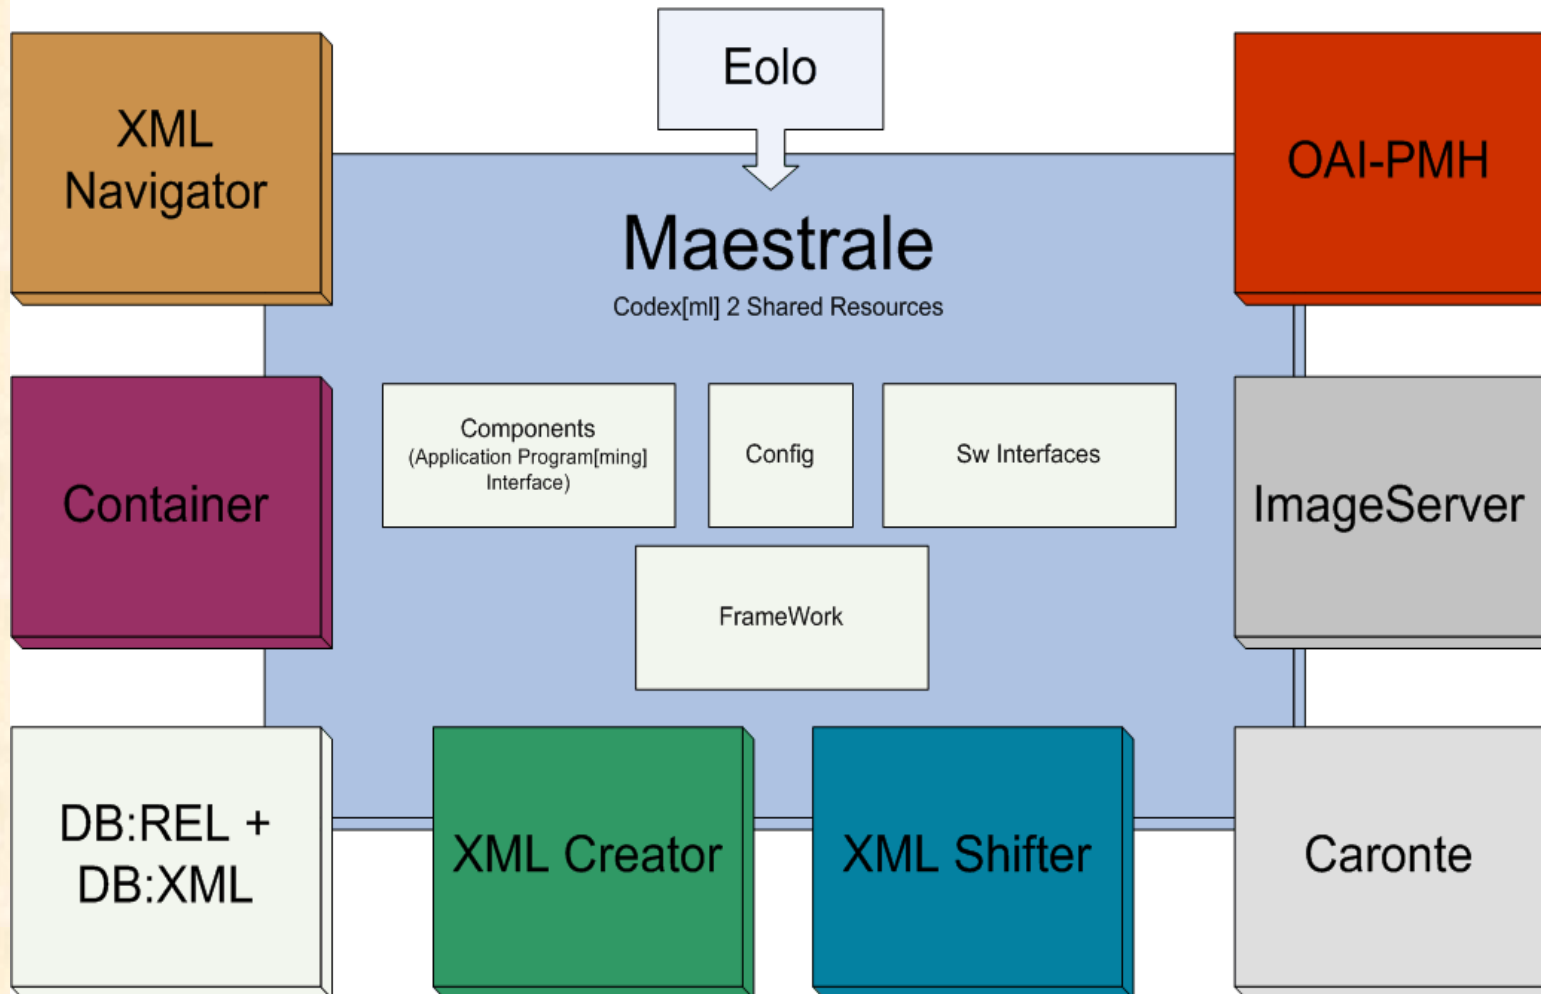 Eolo
XML
Navigator
OAI-PMH
Maestrale
Codex[ml] 2 Shared Resources
Components
(Application Program[ming]
Interface)
Config
Sw Interfaces
Container
ImageServer
FrameWork
DB:REL +
DB:XML
XML Creator
XML Shifter
Caronte